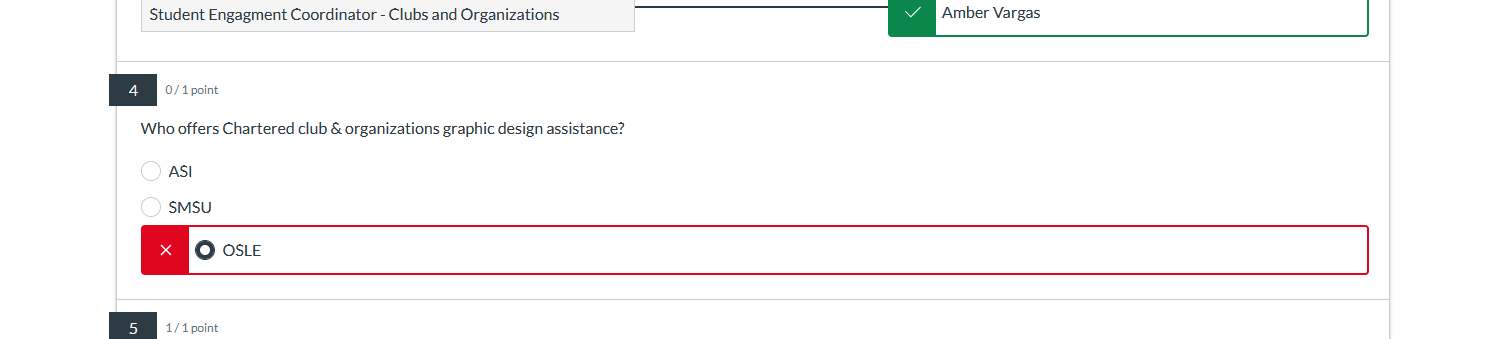 Student Engagment Coordinator - Clubs and Organizations
Amber Vargas
4
0 / 1 point
Who offers Chartered club & organizations graphic design assistance?
ASI
SMSU
OSLE
5
1 / 1 point